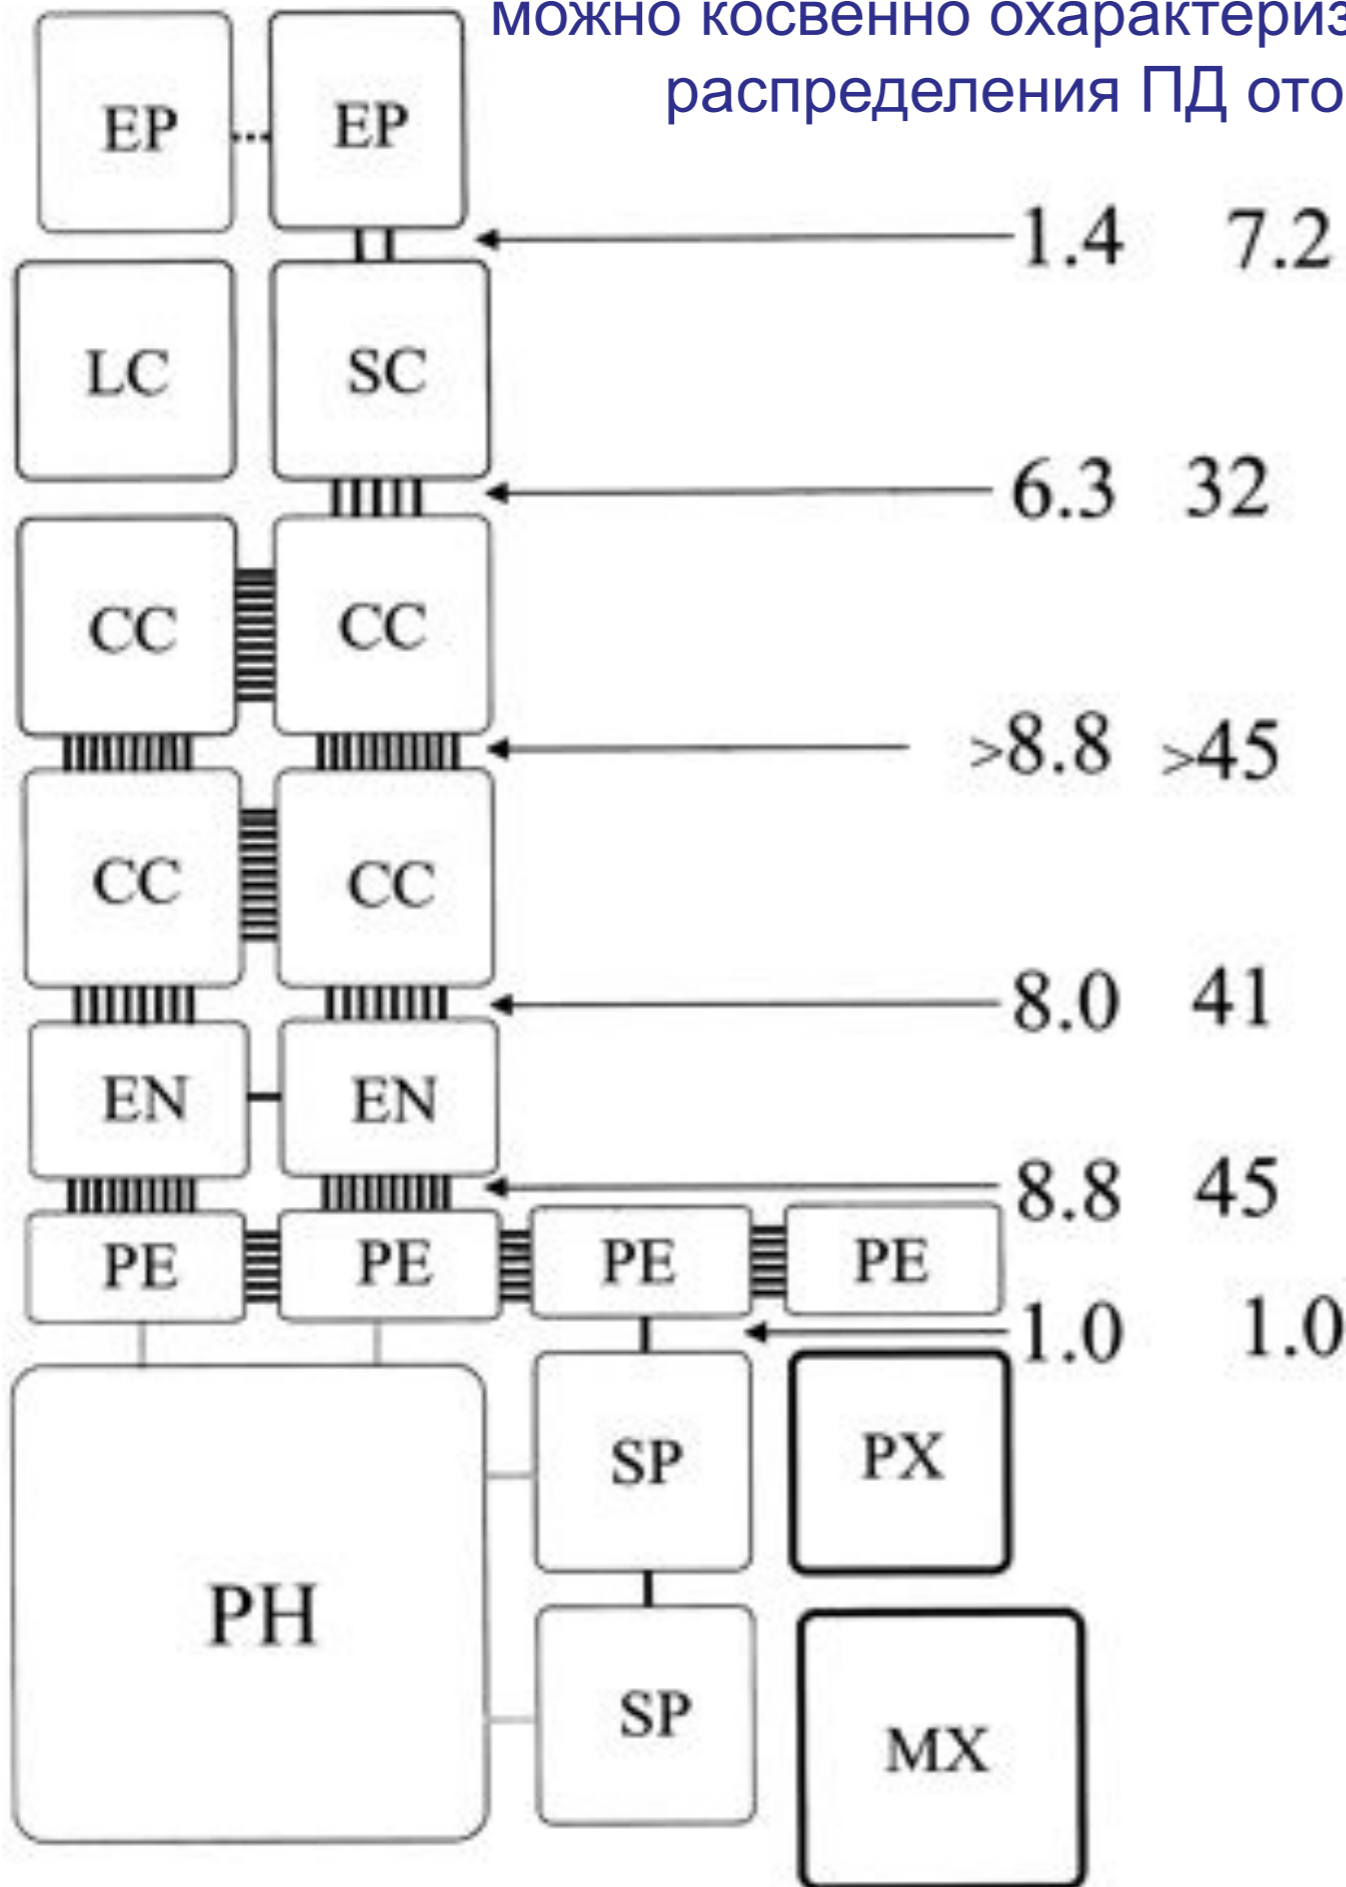 можно косвенно охарактериз
распределения ПД ото
EP EP
1.4 7.2
LC SC
6.3 32
CC CC
>8.8 >45
CC CC
8.0 41
EN EN
8.8 45
PE PE PE PE
1.0 1.0
SP PX
PH
SP MX